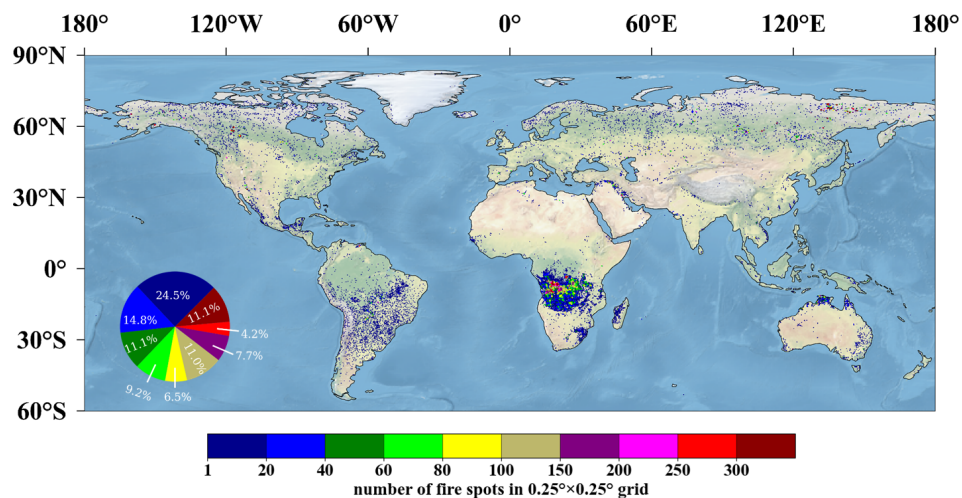 180° 120°W 60°W 0° 60°E 120°E 180°
90°N
60°N
30°N
0°
30°S
60°S
24.5%
14.8%
11.1%
11.1%
4.2%
7.7%
11.0%
9.2%
6.5%
1 20 40 60 80 100 150 200 250 300
number of fire spots in 0.25°×0.25° grid